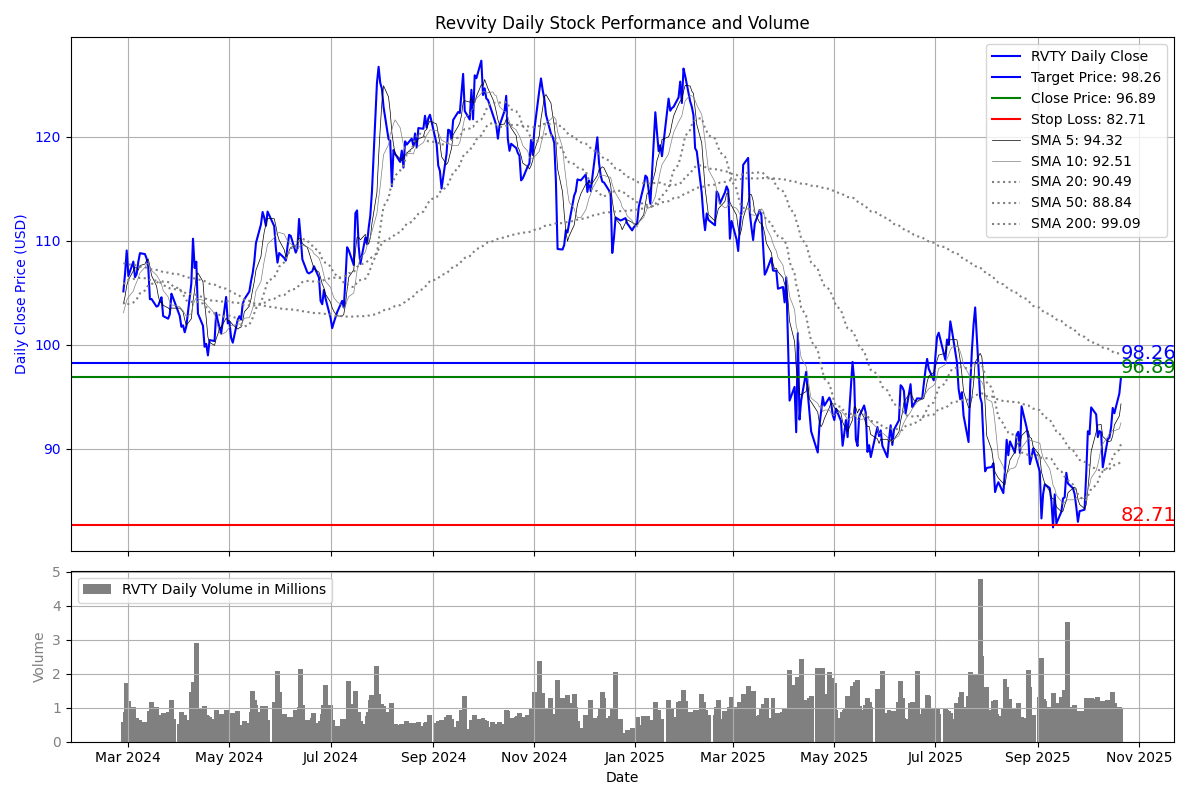 Revvity Daily Stock Performance and Volume
Daily Close Price (USD)
120
110
100
90
RVTY Daily Close
Target Price: 98.26
Close Price: 96.89
Stop Loss: 82.71
SMA 5: 94.32
SMA 10: 92.51
SMA 20: 90.49
SMA 50: 88.84
SMA 200: 99.09
98.26
96.89
82.71
Volume
5
4
3
2
1
0
RVTY Daily Volume in Millions
Mar 2024 May 2024 Jul 2024 Sep 2024 Nov 2024 Jan 2025 Mar 2025 May 2025 Jul 2025 Sep 2025 Nov 2025
Date